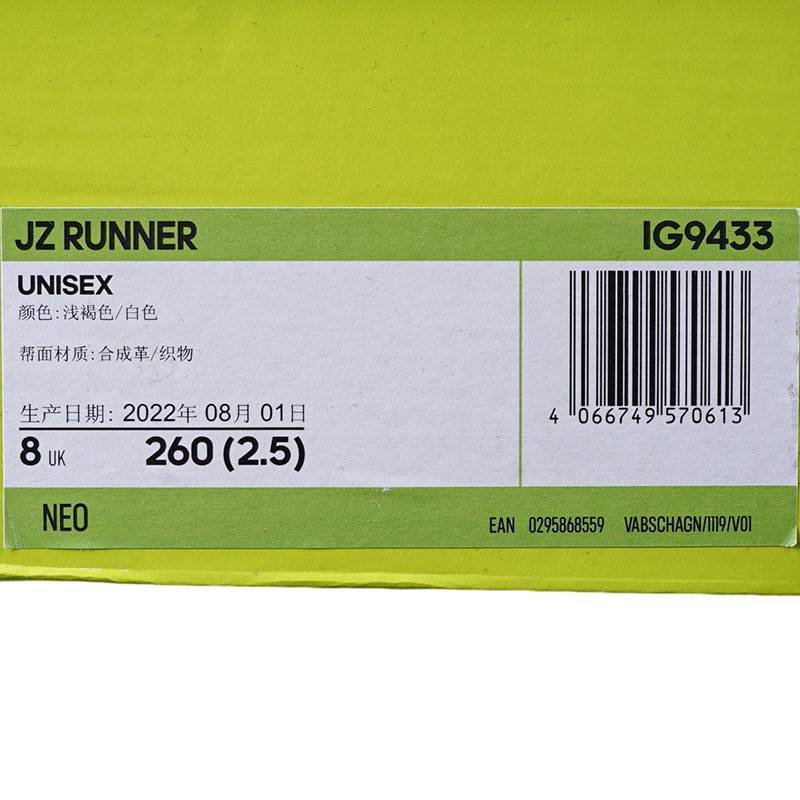 JZ RUNNER IG9433
UNISEX
颜色:浅褐色/白色
帮面材质:合成革/织物
生产日期: 2022年 08月 01日
8 UK 260 (2.5)
4 066749 570613
NEO EAN 0295868559 VABSCHAGN/1119/V01